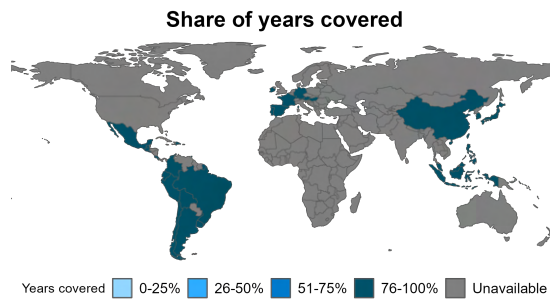 Share of years covered
Years covered 0-25% 26-50% 51-75% 76-100% Unavailable